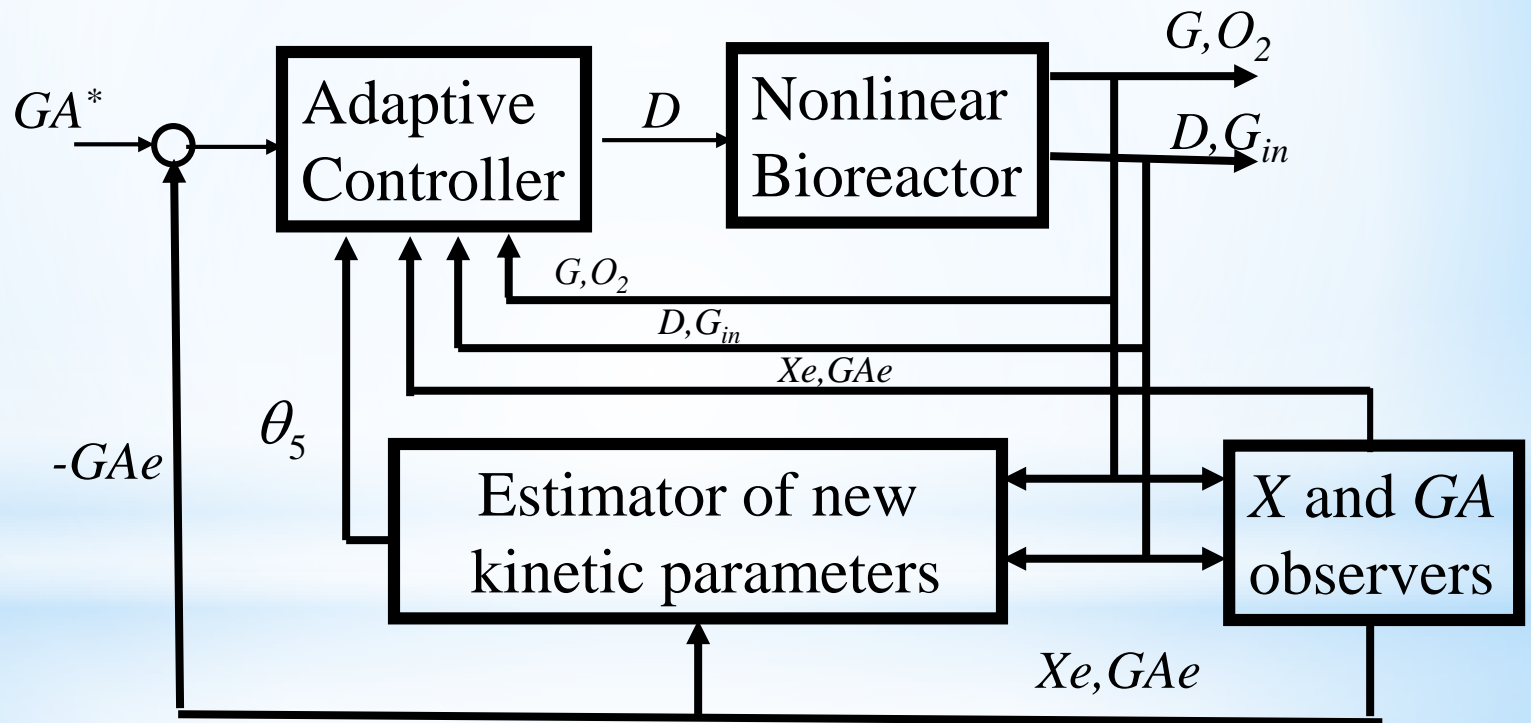 G,O₂
GA*
Adaptive
Controller
D
Nonlinear
Bioreactor
D,Gᵢₙ
G,O₂
D,Gᵢₙ
Xe,GAe
θ₅
-GAe
Estimator of new
kinetic parameters
X and GA
observers
Xe,GAe